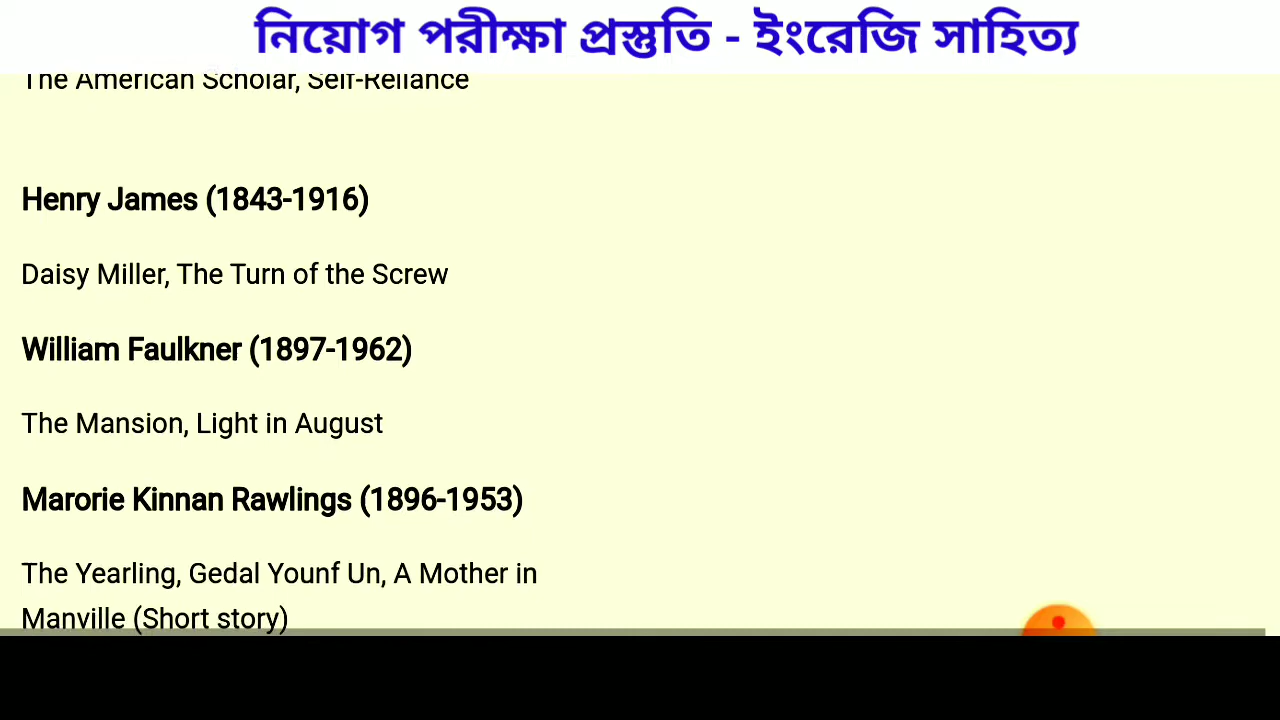 নিয়োগ পরীক্ষা প্রস্তুতি - ইংরেজি সাহিত্য
The American Scholar, Self-Reliance
Henry James (1843-1916)
Daisy Miller, The Turn of the Screw
William Faulkner (1897-1962)
The Mansion, Light in August
Marorie Kinnan Rawlings (1896-1953)
The Yearling, Gedal Younf Un, A Mother in
Manville (Short story)